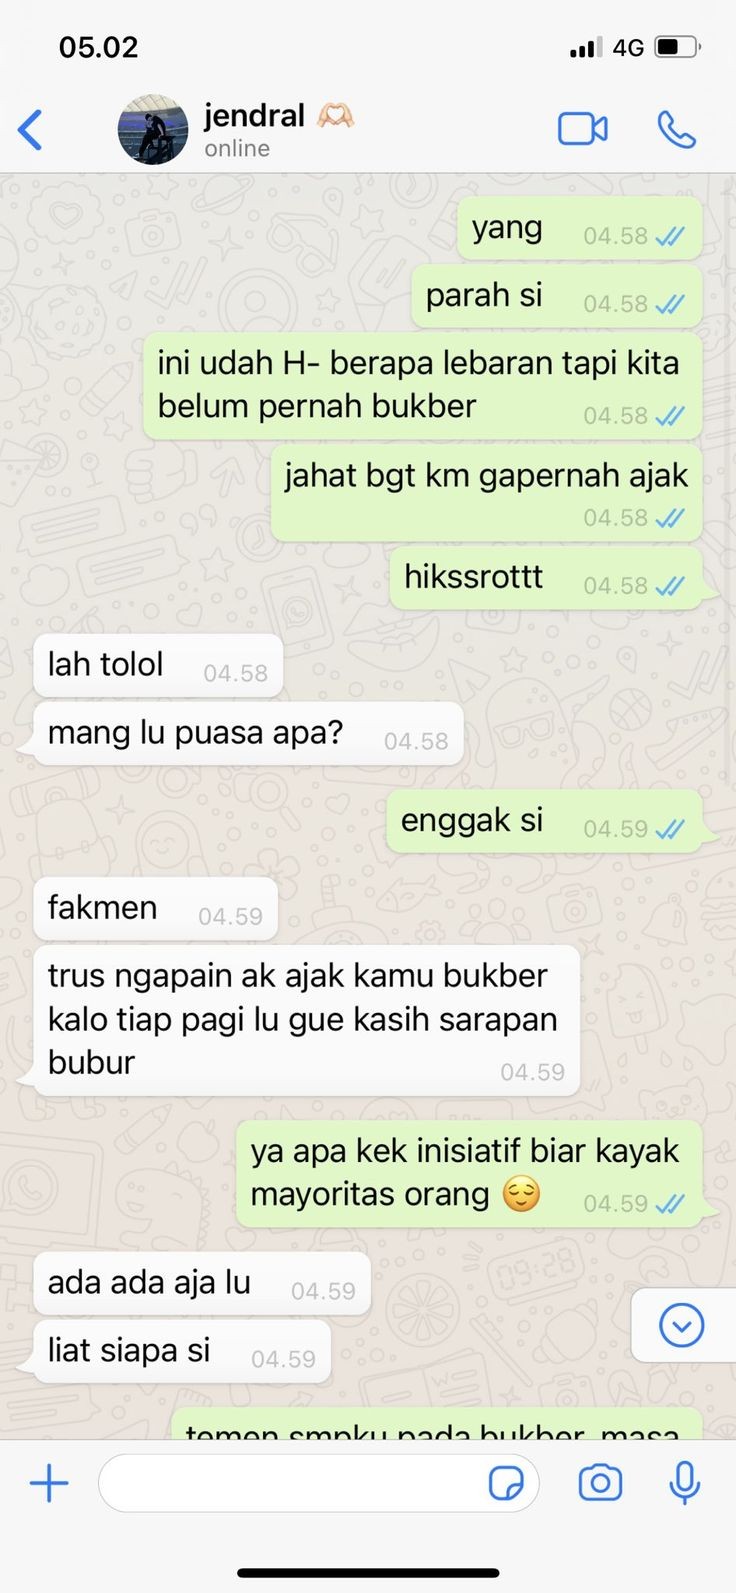 05.02
4G
jendral 🫶🏻
online
yang 04.58
parah si 04.58
ini udah H- berapa lebaran tapi kita
belum pernah bukber 04.58
jahat bgt km gapernah ajak
04.58
hikssrottt 04.58
lah tolol 04.58
mang lu puasa apa? 04.58
enggak si 04.59
fakmen 04.59
trus ngapain ak ajak kamu bukber
kalo tiap pagi lu gue kasih sarapan
bubur 04.59
ya apa kek inisiatif biar kayak
mayoritas orang 😌 04.59
ada ada aja lu 04.59
liat siapa si 04.59
temen smpku pada bukber, masa